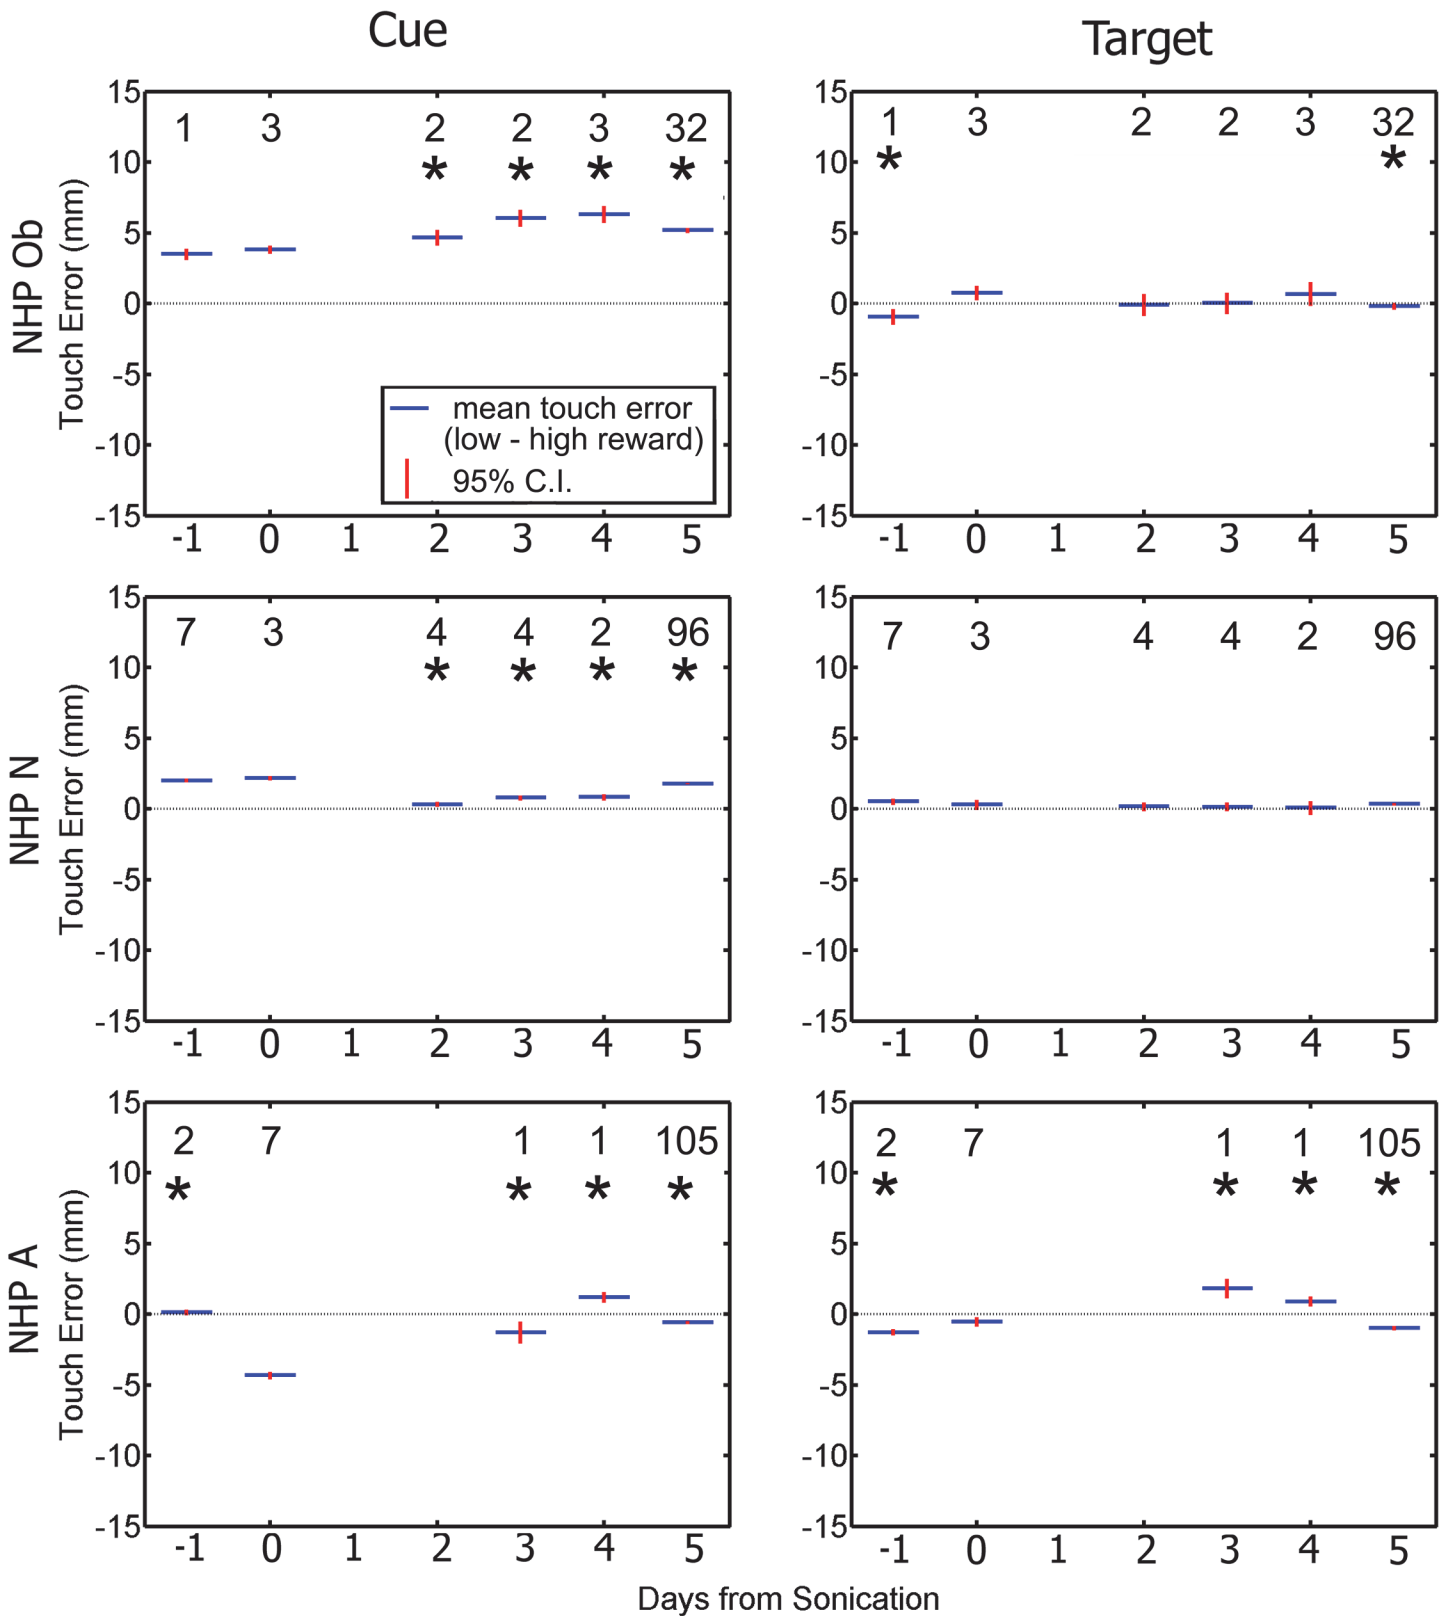 Cue
Target
NHP Ob
Touch Error (mm)
15
10
5
0
-5
-10
-15
1 3 2 2 3 32
* * * *
mean touch error
(low - high reward)
95% C.I.
-1 0 1 2 3 4 5
15
10
5
0
-5
-10
-15
1 3 2 2 3 32
* *
-1 0 1 2 3 4 5
NHP N
Touch Error (mm)
15
10
5
0
-5
-10
-15
7 3 4 4 2 96
* * * *
-1 0 1 2 3 4 5
15
10
5
0
-5
-10
-15
7 3 4 4 2 96
-1 0 1 2 3 4 5
NHP A
Touch Error (mm)
15
10
5
0
-5
-10
-15
2 7 1 1 105
* * * *
-1 0 1 2 3 4 5
15
10
5
0
-5
-10
-15
2 7 1 1 105
* * * *
-1 0 1 2 3 4 5
Days from Sonication